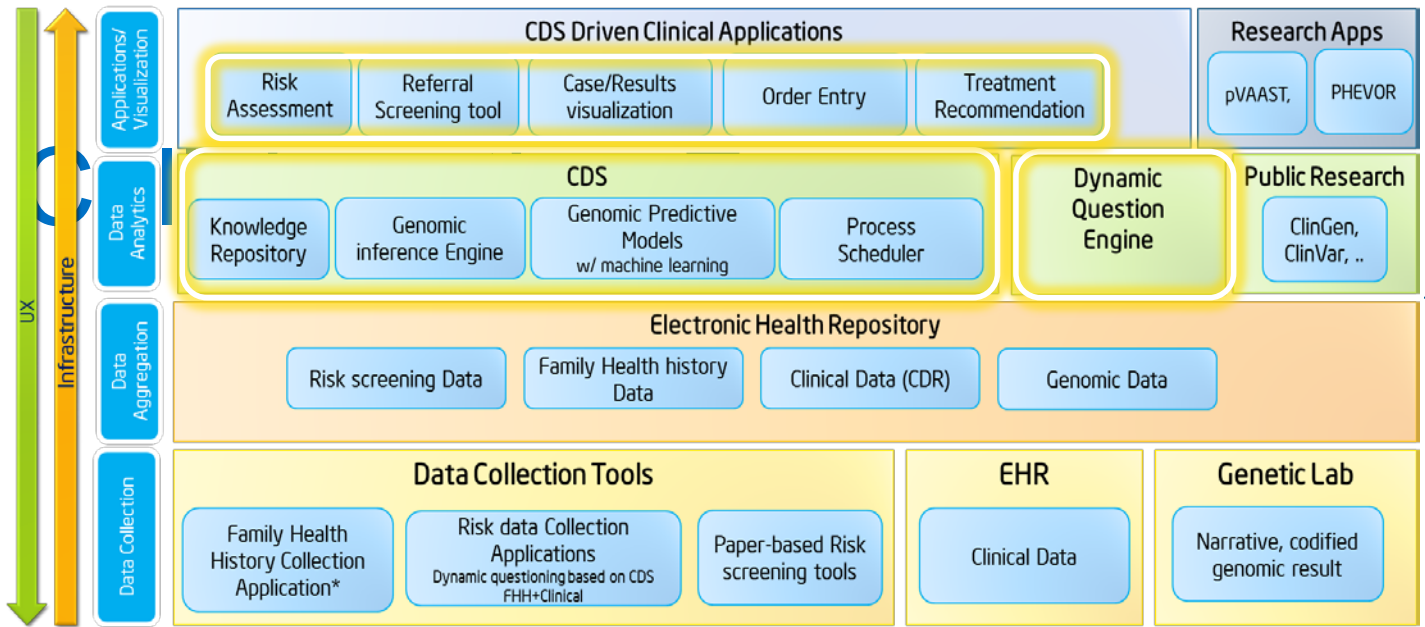 UX
Infrastructure
Applications/
Visualization
CDS Driven Clinical Applications
Risk
Assessment
Referral
Screening tool
Case/Results
visualization
Order Entry
Treatment
Recommendation
Research Apps
pVAAST,
PHEVOR
Data
Analytics
CDS
Knowledge
Repository
Genomic
inference Engine
Genomic Predictive
Models
w/ machine learning
Process
Scheduler
Dynamic
Question
Engine
Public Research
ClinGen,
ClinVar, ..
Data
Aggregation
Electronic Health Repository
Risk screening Data
Family Health history
Data
Clinical Data (CDR)
Genomic Data
Data Collection
Data Collection Tools
Family Health
History Collection
Application*
Risk data Collection
Applications
Dynamic questioning based on CDS
FHH+Clinical
Paper-based Risk
screening tools
EHR
Clinical Data
Genetic Lab
Narrative, codified
genomic result